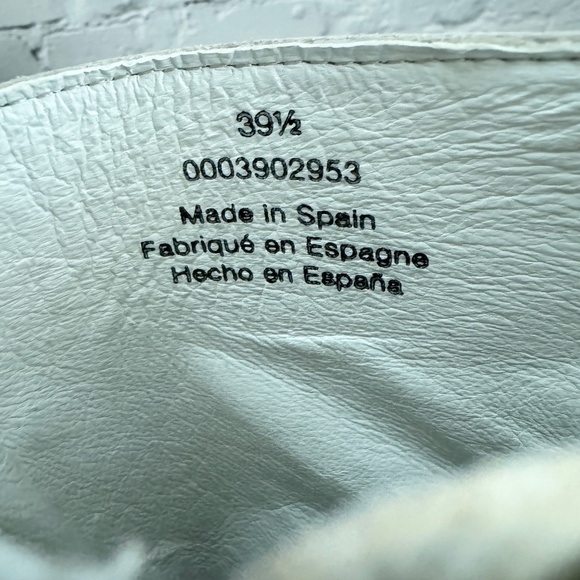 39½
0003902953
Made in Spain
Fabriqué en Espagne
Hecho en España